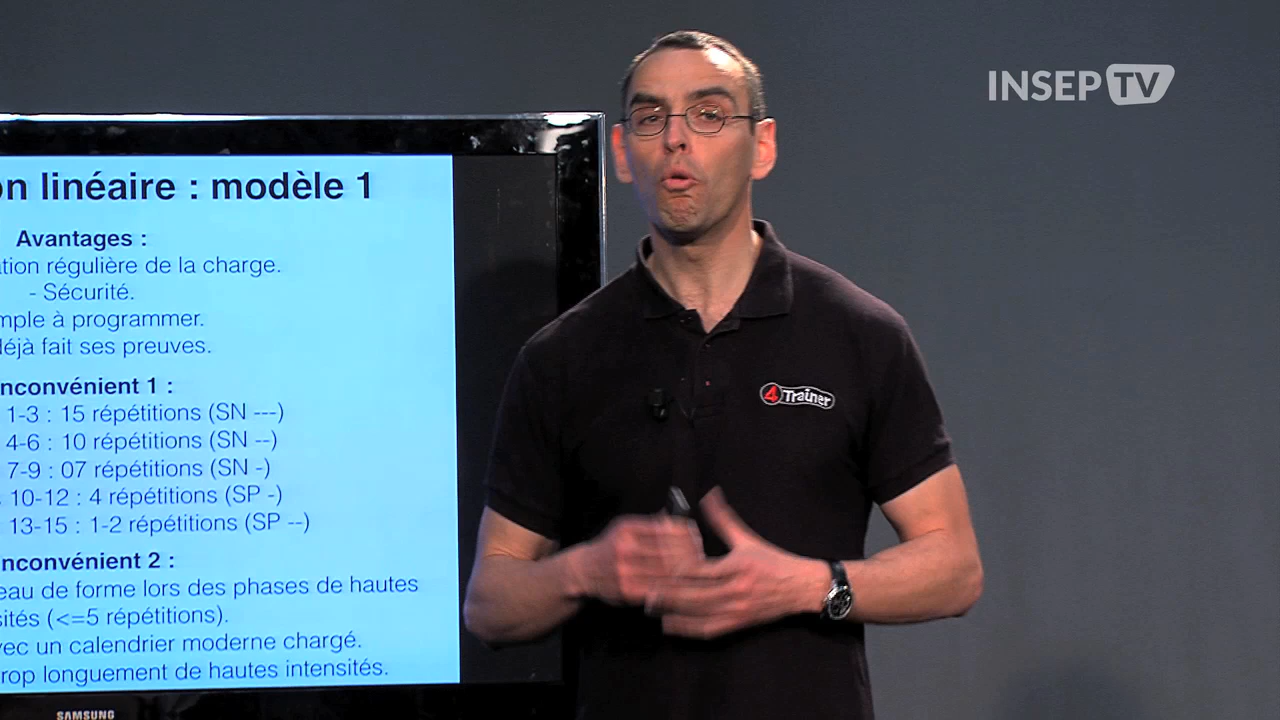 INSEP TV
on linéaire : modèle 1
Avantages :
tion régulière de la charge.
- Sécurité.
mple à programmer.
déjà fait ses preuves.
nconvénient 1 :
1-3 : 15 répétitions (SN ---)
4-6 : 10 répétitions (SN --)
7-9 : 07 répétitions (SN -)
10-12 : 4 répétitions (SP -)
13-15 : 1-2 répétitions (SP --)
nconvénient 2 :
eau de forme lors des phases de hautes
sités (<=5 répétitions).
vec un calendrier moderne chargé.
rop longuement de hautes intensités.
SAMSUNG
4Trainer